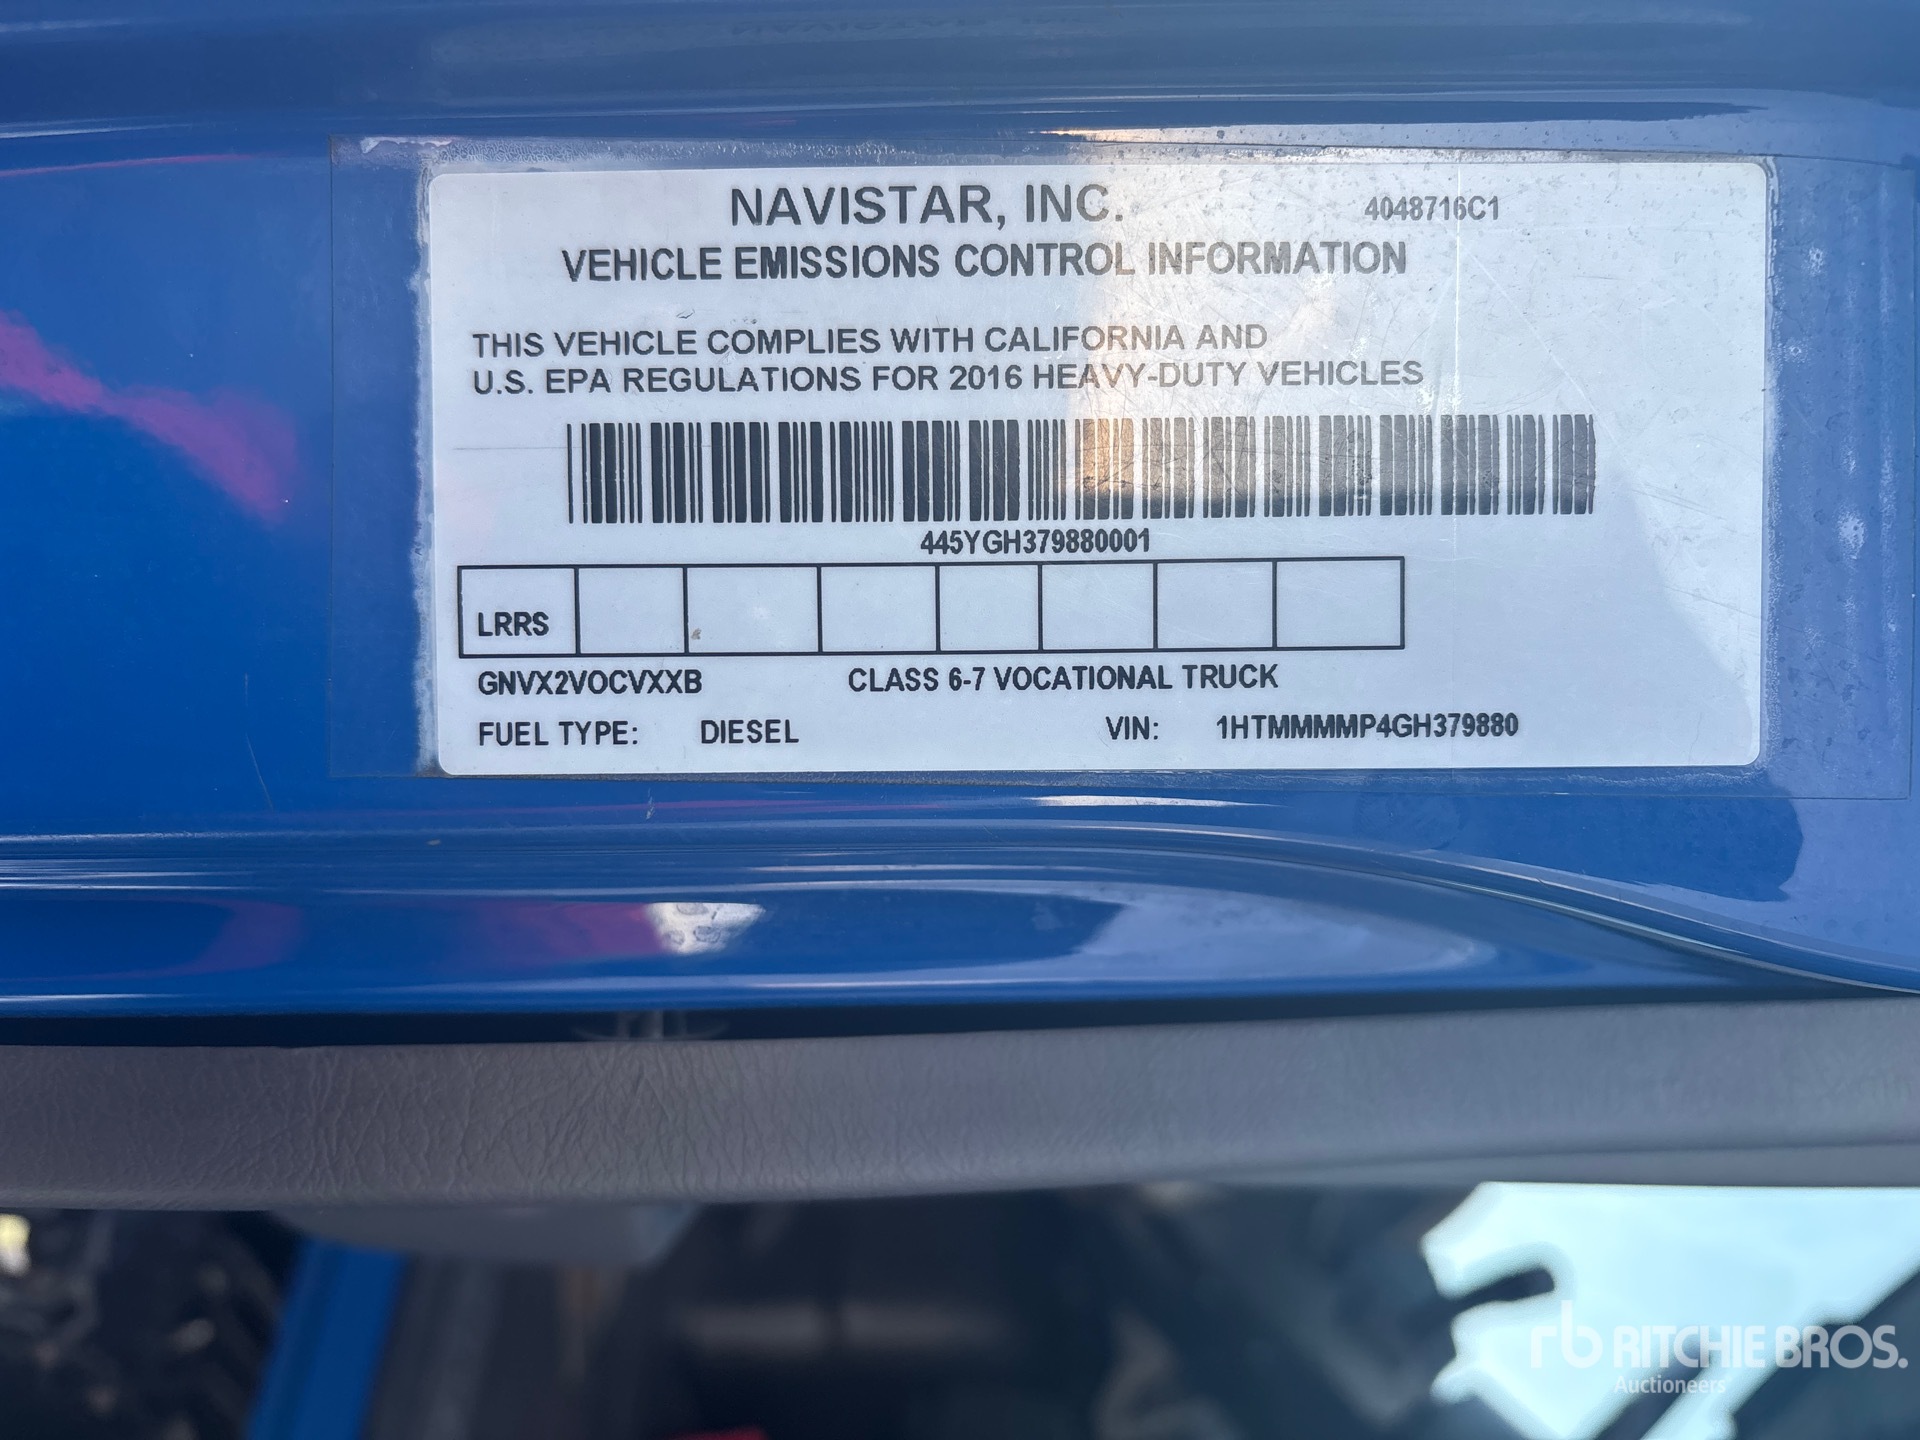 NAVISTAR, INC.
4048716C1
VEHICLE EMISSIONS CONTROL INFORMATION
THIS VEHICLE COMPLIES WITH CALIFORNIA AND
U.S. EPA REGULATIONS FOR 2016 HEAVY-DUTY VEHICLES
445YGH379880001
LRRS
GNVX2VOCVXXB CLASS 6-7 VOCATIONAL TRUCK
FUEL TYPE: DIESEL VIN: 1HTMMMMP4GH379880
rb RITCHIE BROS.
Auctioneers